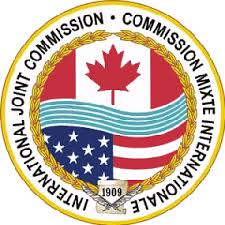 INTERNATIONAL JOINT COMMISSION • COMMISSION MIXTE INTERNATIONALE
1909